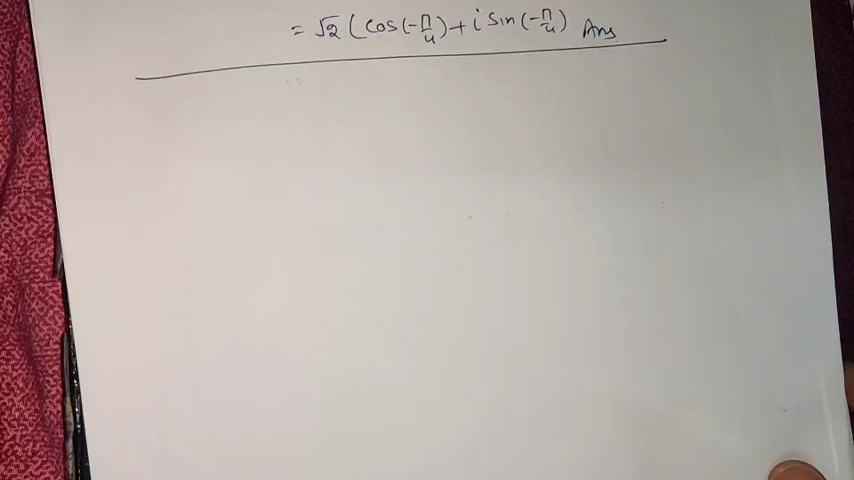 = √2 (cos(-π/4) + i sin(-π/4) Ans